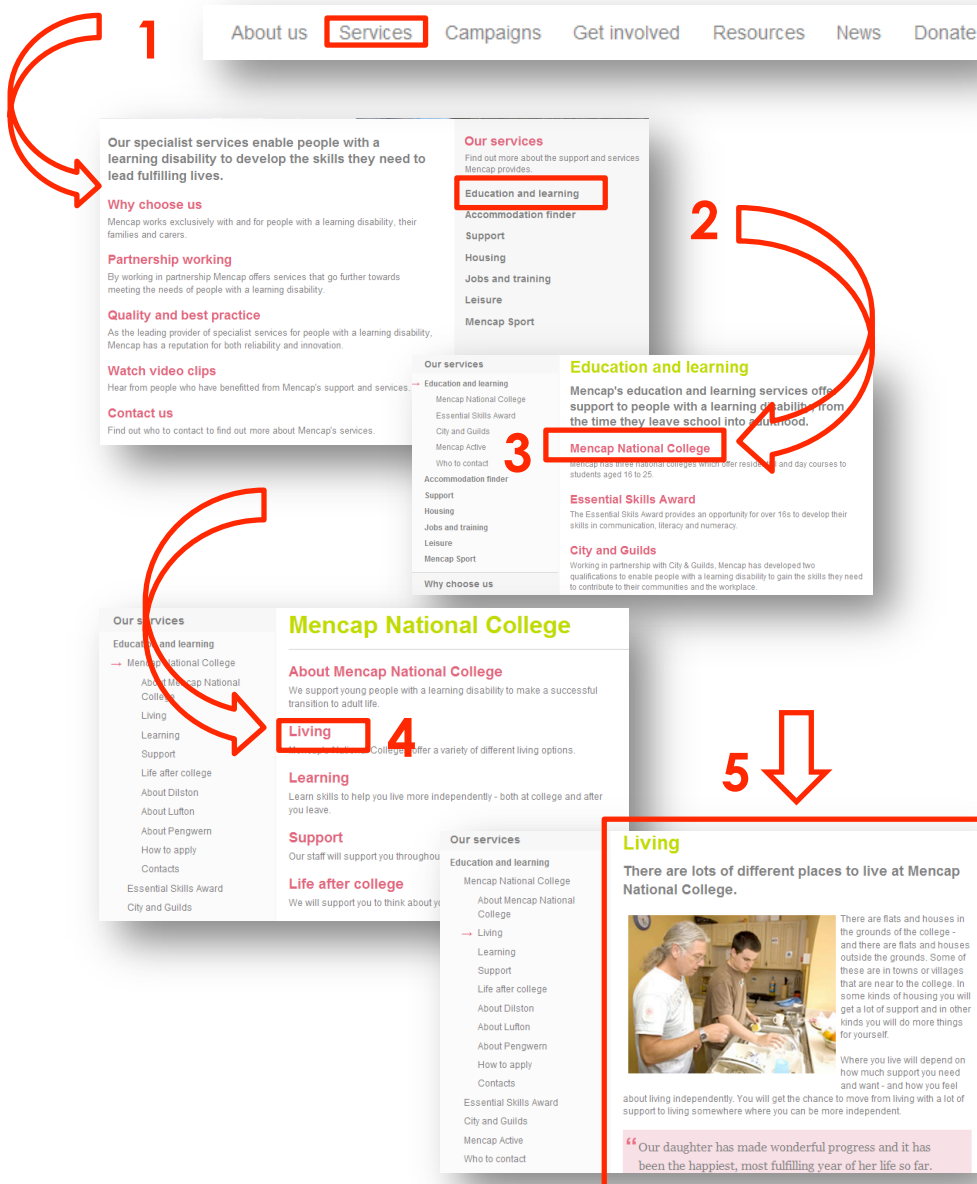 1
About us Services Campaigns Get involved Resources News Donate
Our specialist services enable people with a
learning disability to develop the skills they need to
lead fulfilling lives.
Why choose us
Mencap works exclusively with and for people with a learning disability, their
families and carers.
Partnership working
By working in partnership Mencap offers services that go further towards
meeting the needs of people with a learning disability.
Quality and best practice
As the leading provider of specialist services for people with a learning disability,
Mencap has a reputation for both reliability and innovation.
Watch video clips
Hear from people who have benefitted from Mencap's support and services.
Contact us
Find out who to contact to find out more about Mencap's services.
Our services
Find out more about the support and services
Mencap provides.
Education and learning
Accommodation finder
Support
Housing
Jobs and training
Leisure
Mencap Sport
2
Our services
→ Education and learning
Mencap National College
Essential Skills Award
City and Guilds
Mencap Active
Who to contact
Accommodation finder
Support
Housing
Jobs and training
Leisure
Mencap Sport
Why choose us
3
Education and learning
Mencap's education and learning services offer
support to people with a learning disability, from
the time they leave school into adulthood.
Mencap National College
Mencap has three national colleges which offer residential and day courses to
students aged 16 to 25.
Essential Skills Award
The Essential Skills Award provides an opportunity for over 16s to develop their
skills in communication, literacy and numeracy.
City and Guilds
Working in partnership with City & Guilds, Mencap has developed two
qualifications to enable people with a learning disability to gain the skills they need
to contribute to their communities and the workplace.
Our services
Education and learning
→ Mencap National College
About Mencap National
College
Living
Learning
Support
Life after college
About Dilston
About Lufton
About Pengwern
How to apply
Contacts
Essential Skills Award
City and Guilds
Mencap National College
About Mencap National College
We support young people with a learning disability to make a successful
transition to adult life.
Living
4
National College offer a variety of different living options.
Learning
Learn skills to help you live more independently - both at college and after
you leave.
Support
Our staff will support you throughou
Life after college
We will support you to think about yo
5
Our services
Education and learning
Mencap National College
About Mencap National
College
→ Living
Learning
Support
Life after college
About Dilston
About Lufton
About Pengwern
How to apply
Contacts
Essential Skills Award
City and Guilds
Mencap Active
Who to contact
Living
There are lots of different places to live at Mencap
National College.
There are flats and houses in
the grounds of the college -
and there are flats and houses
outside the grounds. Some of
these are in towns or villages
that are near to the college. In
some kinds of housing you will
get a lot of support and in other
kinds you will do more things
for yourself.
Where you live will depend on
how much support you need
and want - and how you feel
about living independently. You will get the chance to move from living with a lot of
support to living somewhere where you can be more independent.
“Our daughter has made wonderful progress and it has
been the happiest, most fulfilling year of her life so far.